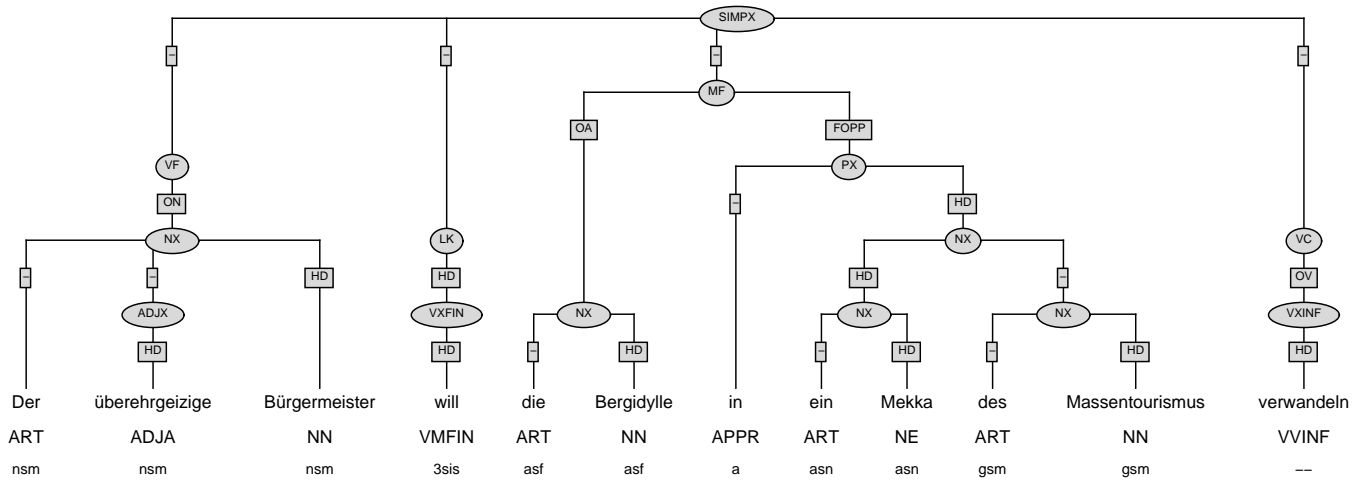 SIMPX
– – – –
MF
OA FOPP
VF PX
ON – HD
NX LK NX VC
– – HD HD HD – OV
ADJX VXFIN NX NX NX VXINF
HD HD – HD – HD – HD HD
Der überehrgeizige Bürgermeister will die Bergidylle in ein Mekka des Massentourismus verwandeln
ART ADJA NN VMFIN ART NN APPR ART NE ART NN VVINF
nsm nsm nsm 3sis asf asf a asn asn gsm gsm −−